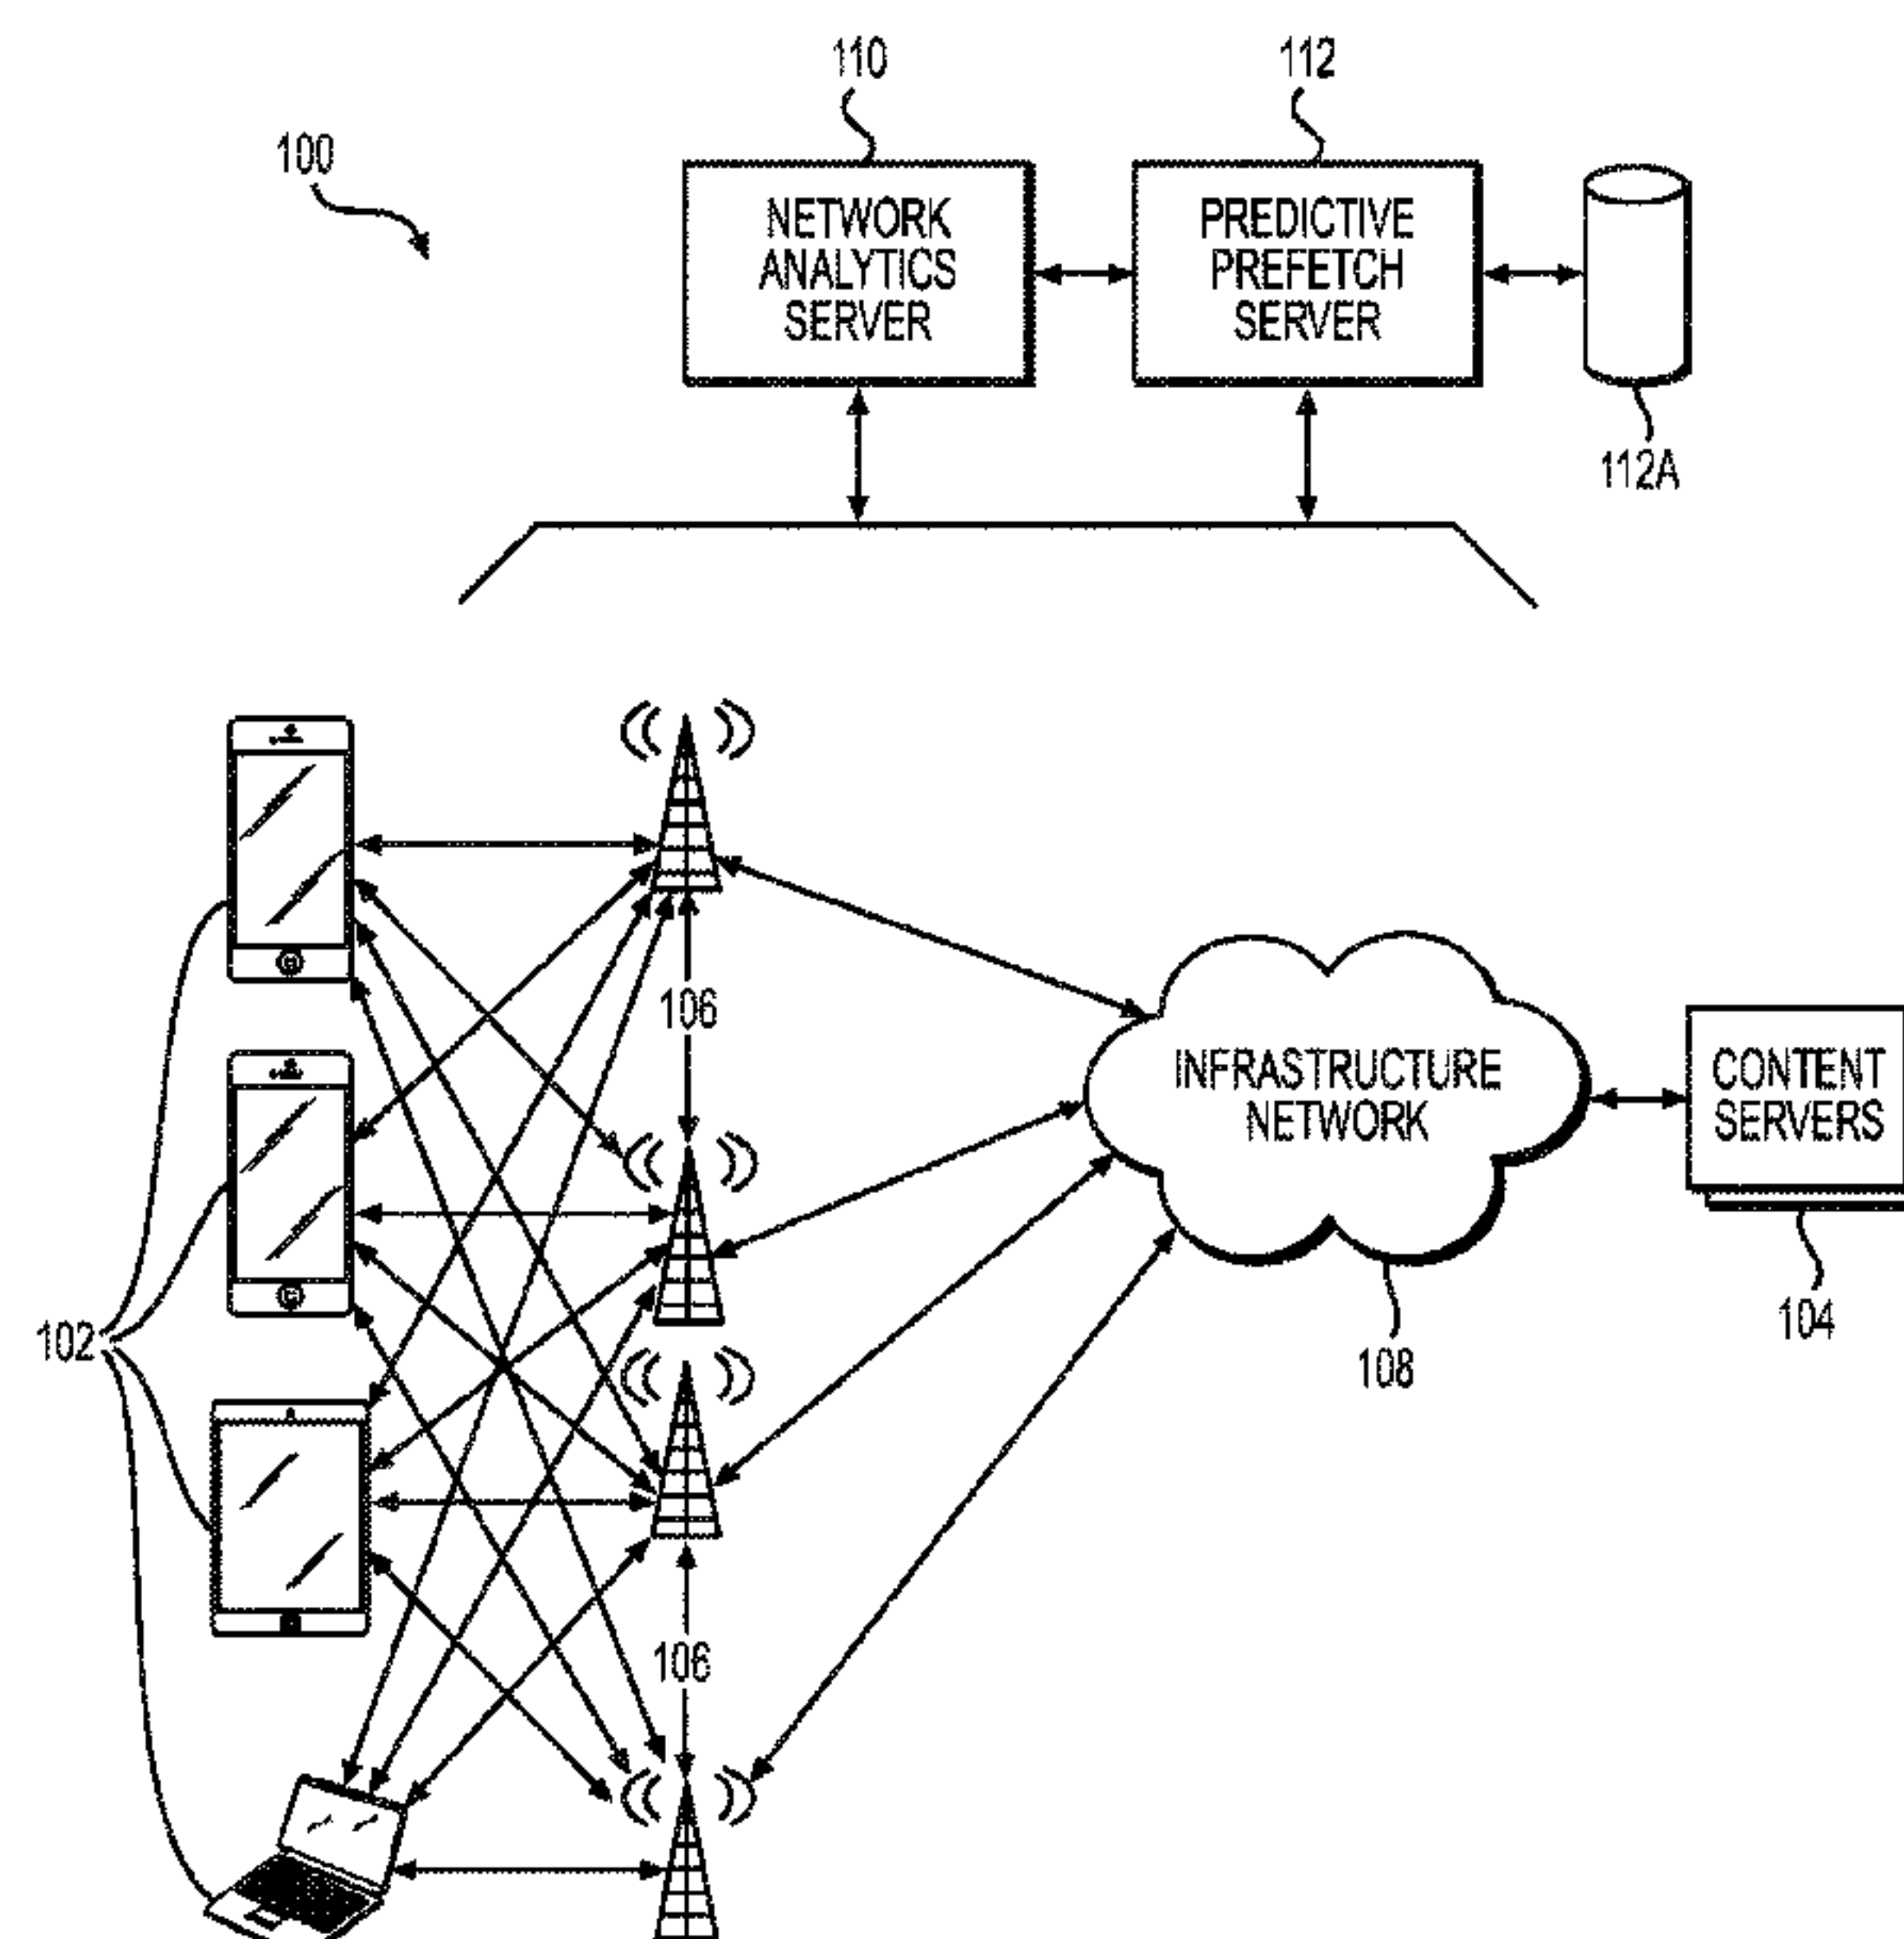 110
112
100
NETWORK
ANALYTICS
SERVER
PREDICTIVE
PREFETCH
SERVER
112A
106
INFRASTRUCTURE
NETWORK
CONTENT
SERVERS
104
108
102
106